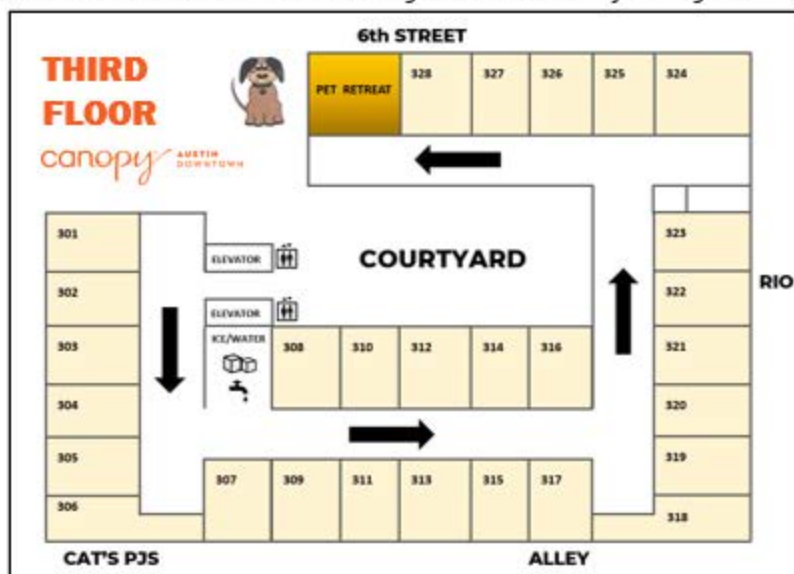 6th STREET
THIRD
FLOOR
canopy AUSTIN
DOWNTOWN
PET RETREAT
328
327
326
325
324
301
302
303
304
305
306
ELEVATOR
ELEVATOR
ICE/WATER
COURTYARD
308
310
312
314
316
323
322
321
320
319
318
RIO
307
309
311
313
315
317
CAT'S PJS
ALLEY